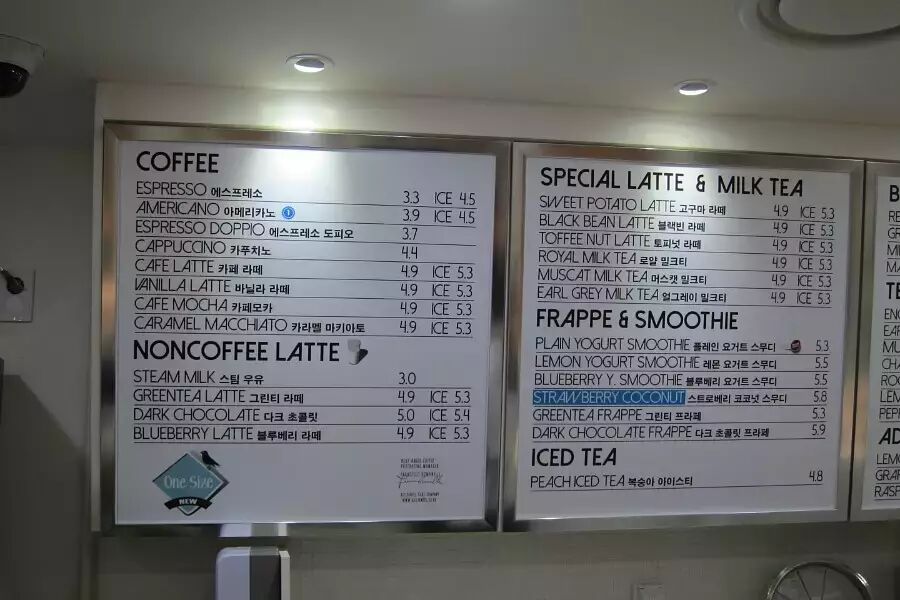 COFFEE
ESPRESSO 에스프레소 3.3 ICE 4.5
AMERICANO 아메리카노 3.9 ICE 4.5
ESPRESSO DOPPIO 에스프레소 도피오 3.7
CAPPUCCINO 카푸치노 4.4
CAFE LATTE 카페 라떼 4.9 ICE 5.3
VANILLA LATTE 바닐라 라떼 4.9 ICE 5.3
CAFE MOCHA 카페모카 4.9 ICE 5.3
CARAMEL MACCHIATO 카라멜 마키아토 4.9 ICE 5.3
NONCOFFEE LATTE
STEAM MILK 스팀 우유 3.0
GREENTEA LATTE 그린티 라떼 4.9 ICE 5.3
DARK CHOCOLATE 다크 초콜릿 5.0 ICE 5.4
BLUEBERRY LATTE 블루베리 라떼 4.9 ICE 5.3
One Size
NEW
SPECIAL LATTE & MILK TEA
SWEET POTATO LATTE 고구마 라떼 4.9 ICE 5.3
BLACK BEAN LATTE 블랙빈 라떼 4.9 ICE 5.3
TOFFEE NUT LATTE 토피넛 라떼 4.9 ICE 5.3
ROYAL MILK TEA 로얄 밀크티 4.9 ICE 5.3
MUSCAT MILK TEA 머스캣 밀크티 4.9 ICE 5.3
EARL GREY MILK TEA 얼그레이 밀크티 4.9 ICE 5.3
FRAPPE & SMOOTHIE
PLAIN YOGURT SMOOTHIE 플레인 요거트 스무디 5.3
LEMON YOGURT SMOOTHIE 레몬 요거트 스무디 5.5
BLUEBERRY Y. SMOOTHIE 블루베리 요거트 스무디 5.5
STRAWBERRY COCONUT 스트로베리 코코넛 스무디 5.8
GREENTEA FRAPPE 그린티 프라페 5.3
DARK CHOCOLATE FRAPPE 다크 초콜릿 프라페 5.9
ICED TEA
PEACH ICED TEA 복숭아 아이스티 4.8